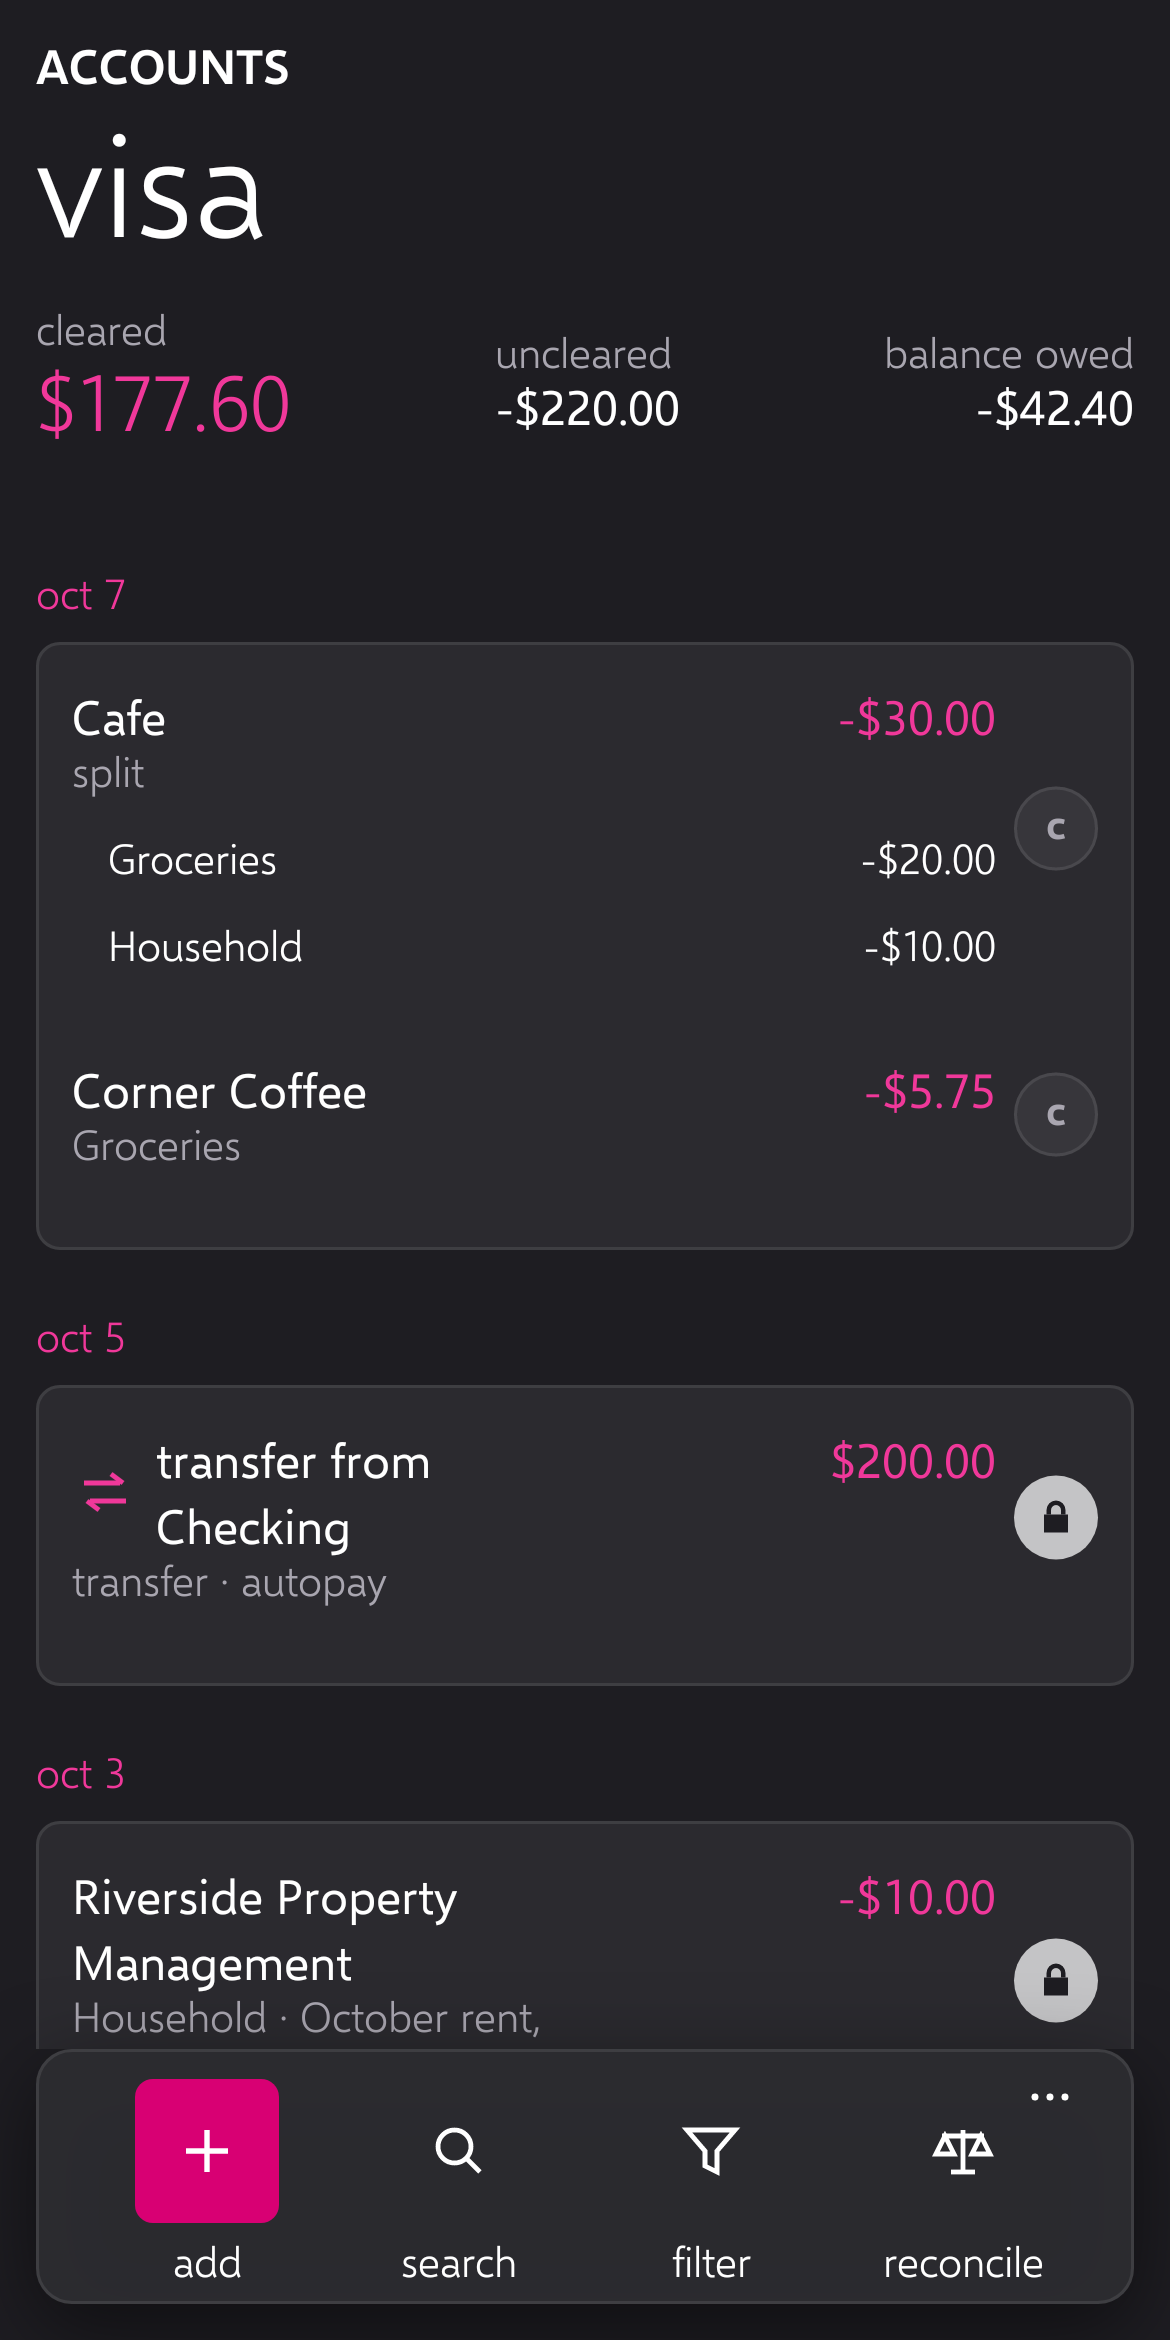 ACCOUNTS
visa
cleared
$177.60
uncleared
-$220.00
balance owed
-$42.40
oct 7
Cafe -$30.00
split
c
Groceries -$20.00
Household -$10.00
Corner Coffee -$5.75
c
Groceries
oct 5
transfer from $200.00
Checking
transfer · autopay
oct 3
Riverside Property -$10.00
Management
Household · October rent,
add search filter reconcile